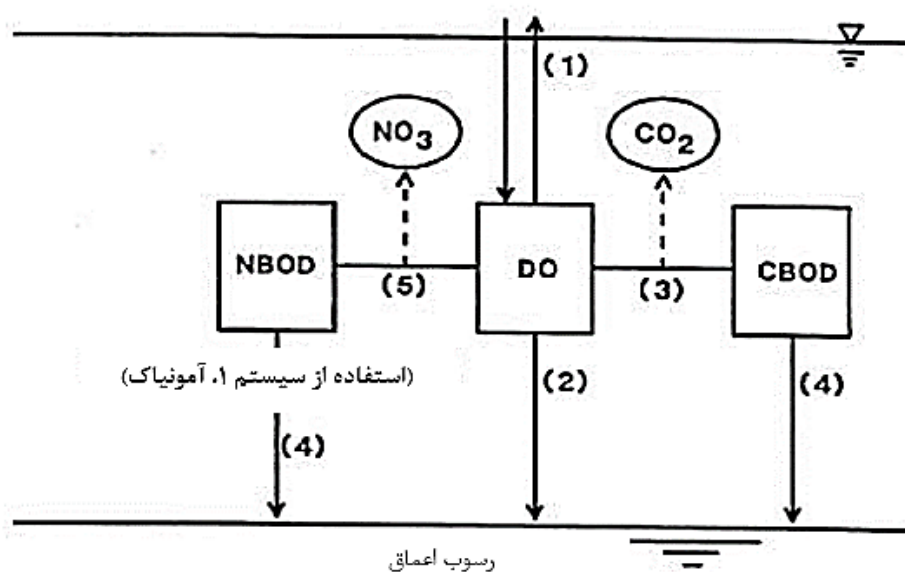 (1)
NO3
CO2
NBOD
DO
CBOD
(5)
(3)
(استفاده از سیستم ۱، آمونیاک)
(2)
(4)
(4)
رسوب اعماق